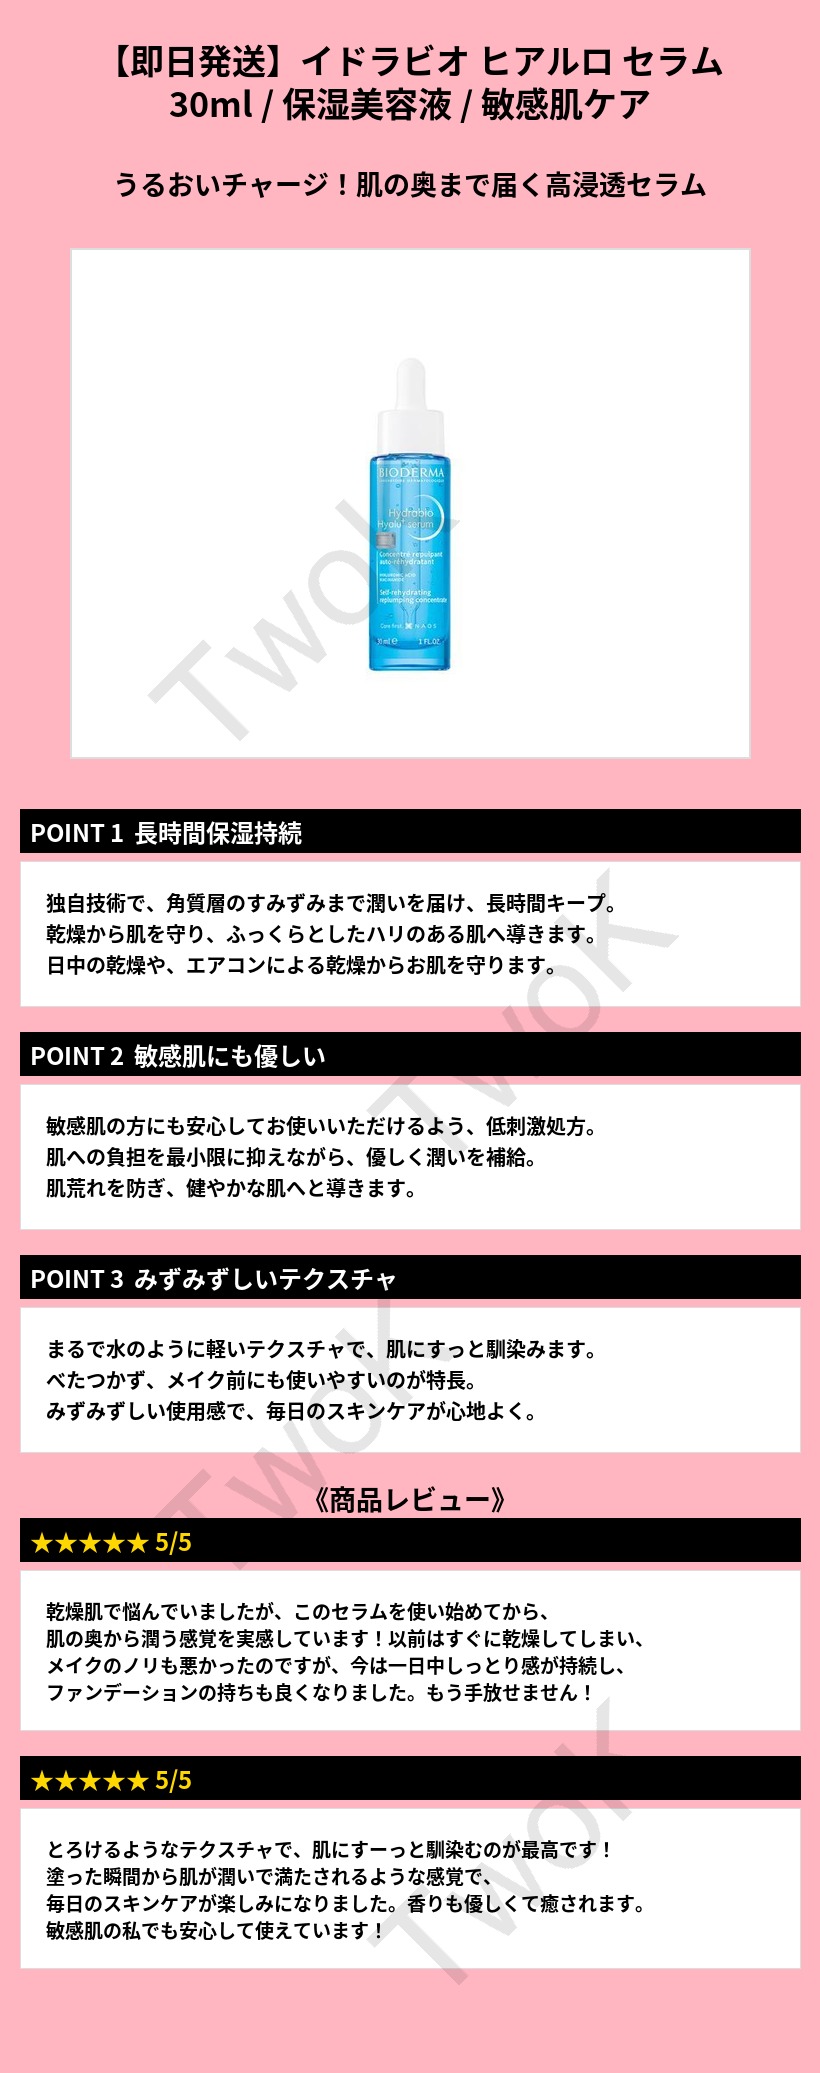 【即日発送】イドラビオ ヒアルロ セラム
30ml / 保湿美容液 / 敏感肌ケア
うるおいチャージ！肌の奥まで届く高浸透セラム
BIODERMA
Hydrabio
Hyalu+ serum
Concentré repulpant
auto-réhydratant
HYALURONIC ACID
NIACINAMIDE
Self-rehydrating
replumping concentrate
Care first. NAOS
30 ml e 1 FL.OZ.
TwoK
POINT 1 長時間保湿持続
独自技術で、角質層のすみずみまで潤いを届け、長時間キープ。
乾燥から肌を守り、ふっくらとしたハリのある肌へ導きます。
日中の乾燥や、エアコンによる乾燥からお肌を守ります。
TwoK
POINT 2 敏感肌にも優しい
敏感肌の方にも安心してお使いいただけるよう、低刺激処方。
肌への負担を最小限に抑えながら、優しく潤いを補給。
肌荒れを防ぎ、健やかな肌へと導きます。
POINT 3 みずみずしいテクスチャ
まるで水のように軽いテクスチャで、肌にすっと馴染みます。
べたつかず、メイク前にも使いやすいのが特長。
みずみずしい使用感で、毎日のスキンケアが心地よく。
TwoK
《商品レビュー》
★★★★★ 5/5
乾燥肌で悩んでいましたが、このセラムを使い始めてから、
肌の奥から潤う感覚を実感しています！以前はすぐに乾燥してしまい、
メイクのノリも悪かったのですが、今は一日中しっとり感が持続し、
ファンデーションの持ちも良くなりました。もう手放せません！
★★★★★ 5/5
とろけるようなテクスチャで、肌にすーっと馴染むのが最高です！
塗った瞬間から肌が潤いで満たされるような感覚で、
毎日のスキンケアが楽しみになりました。香りも優しくて癒されます。
敏感肌の私でも安心して使えています！
TwoK